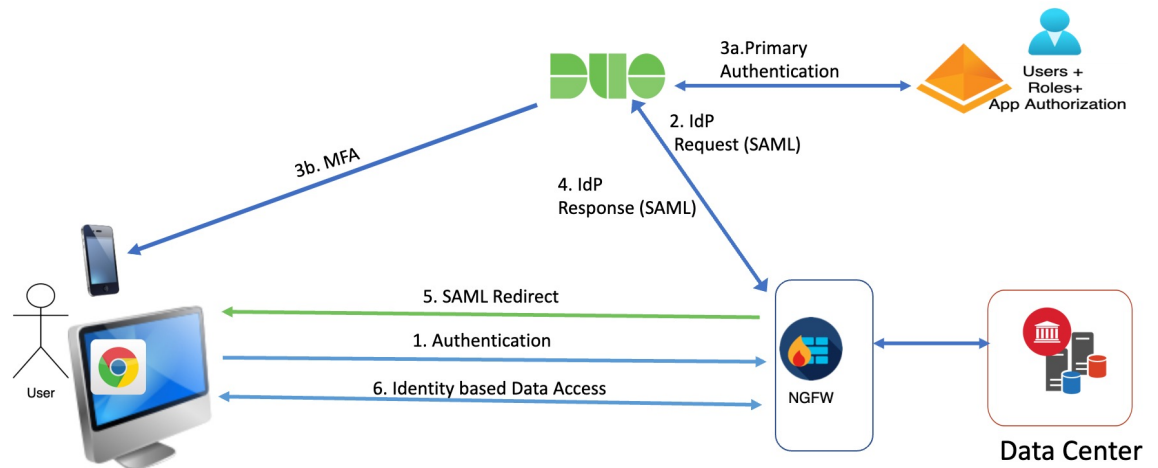 DUO
3a.Primary
Authentication
Users +
Roles+
App Authorization
2. IdP
Request (SAML)
3b. MFA
4. IdP
Response (SAML)
5. SAML Redirect
1. Authentication
6. Identity based Data Access
User
NGFW
Data Center